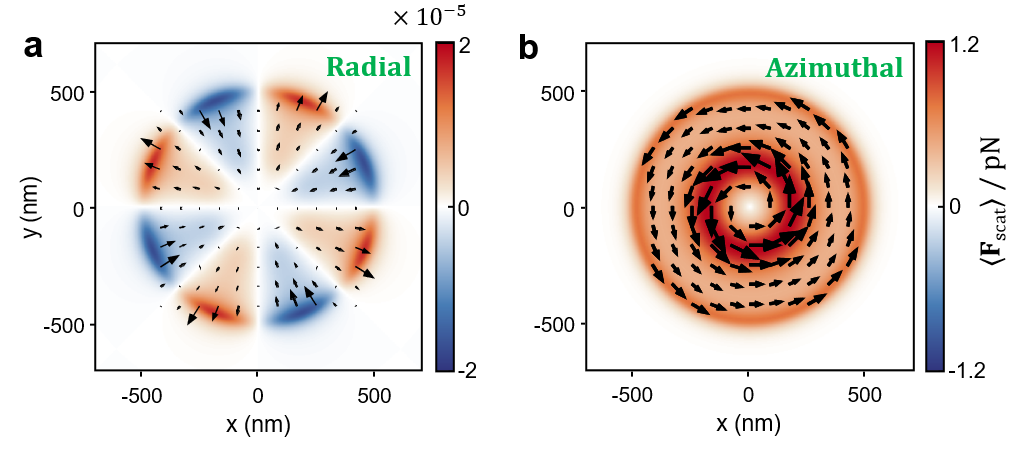 a
Radial
× 10⁻⁵
2
0
-2
500
0
-500
y (nm)
-500 0 500
x (nm)
b
Azimuthal
1.2
0
-1.2
⟨F_scat⟩ / pN
500
0
-500
-500 0 500
x (nm)